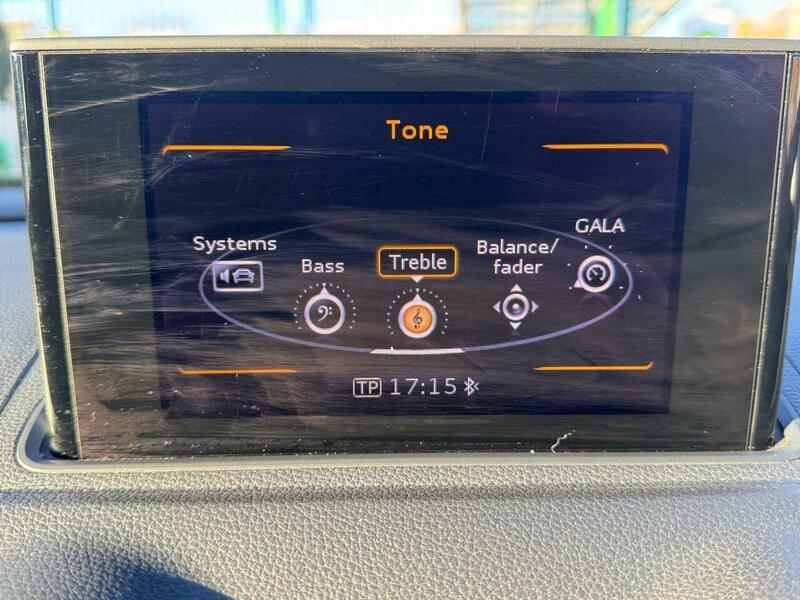 Tone
Systems
Bass
Treble
Balance/
fader
GALA
TP 17:15